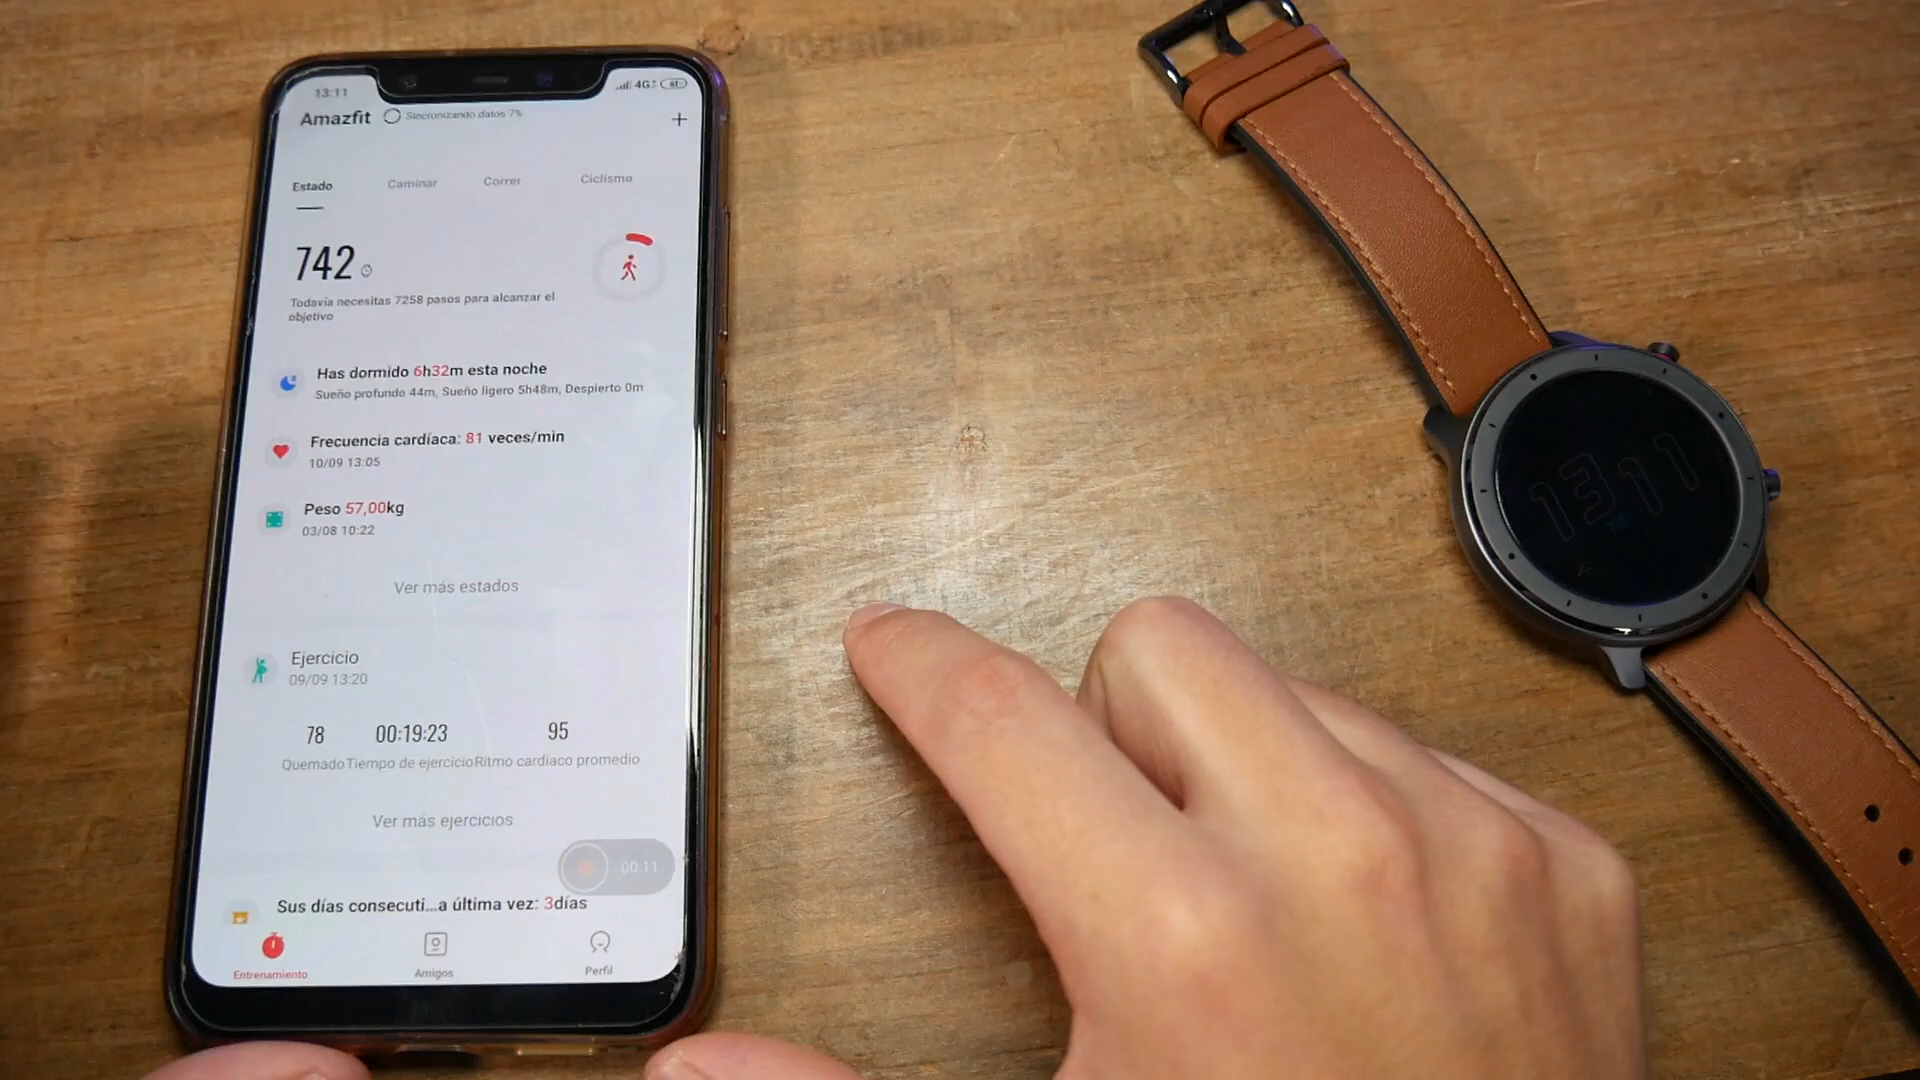 13:11
4G 61
Amazfit
Sincronizando datos 7%
+
Estado Caminar Correr Ciclismo
742
Todavía necesitas 7258 pasos para alcanzar el
objetivo
Has dormido 6h32m esta noche
Sueño profundo 44m, Sueño ligero 5h48m, Despierto 0m
Frecuencia cardíaca: 81 veces/min
10/09 13:05
Peso 57,00kg
03/08 10:22
Ver más estados
Ejercicio
09/09 13:20
78 00:19:23 95
Quemado Tiempo de ejercicio Ritmo cardíaco promedio
Ver más ejercicios
00:11
Sus días consecuti...a última vez: 3días
Entrenamiento Amigos Perfil
1311